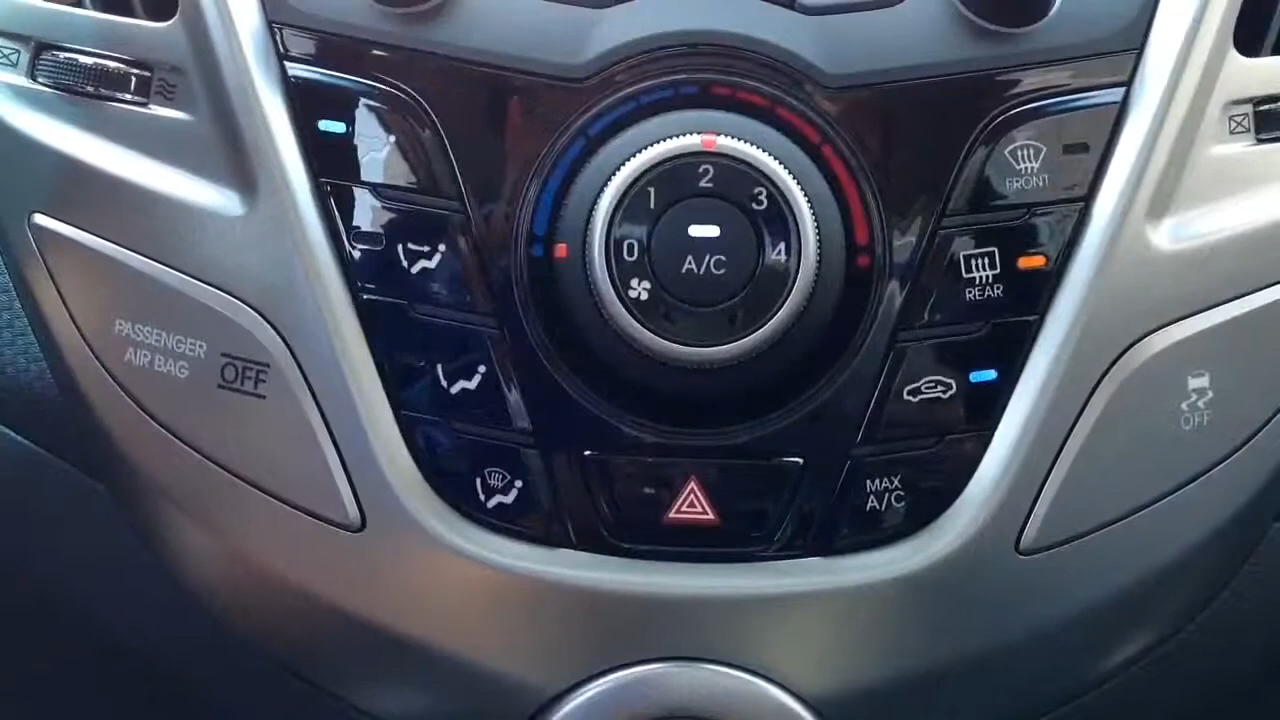 FRONT
1
2
3
0
A/C
4
REAR
PASSENGER
AIR BAG
OFF
OFF
MAX
A/C